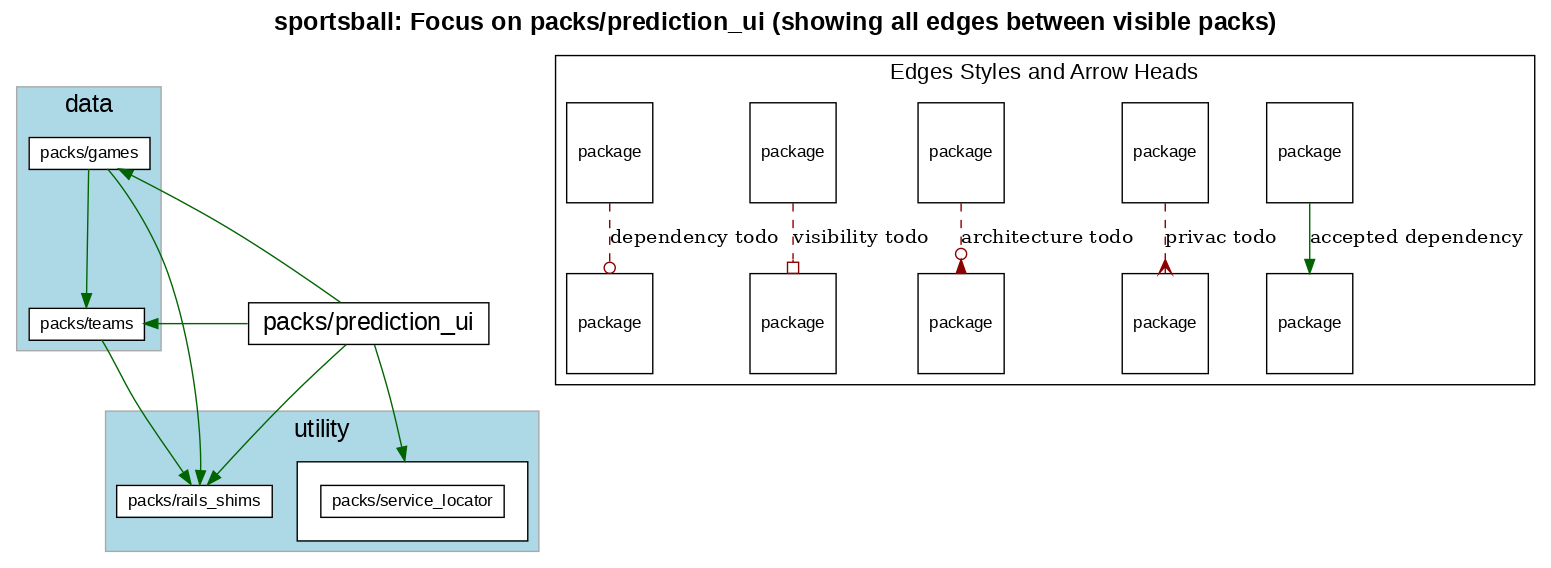 sportsball: Focus on packs/prediction_ui (showing all edges between visible packs)
data
packs/games
packs/teams
packs/prediction_ui
utility
packs/rails_shims
packs/service_locator
Edges Styles and Arrow Heads
package
package
package
package
package
dependency todo
visibility todo
architecture todo
privac todo
accepted dependency
package
package
package
package
package